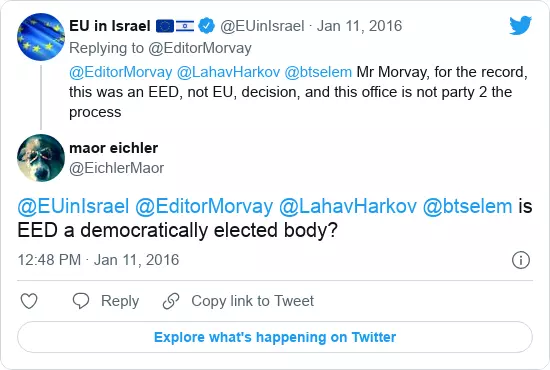 EU in Israel 🇪🇺🇮🇱 @EUinIsrael · Jan 11, 2016
Replying to @EditorMorvay
@EditorMorvay @LahavHarkov @btselem Mr Morvay, for the record,
this was an EED, not EU, decision, and this office is not party 2 the
process
maor eichler
@EichlerMaor
@EUinIsrael @EditorMorvay @LahavHarkov @btselem is
EED a democratically elected body?
12:48 PM · Jan 11, 2016
Reply Copy link to Tweet
Explore what's happening on Twitter